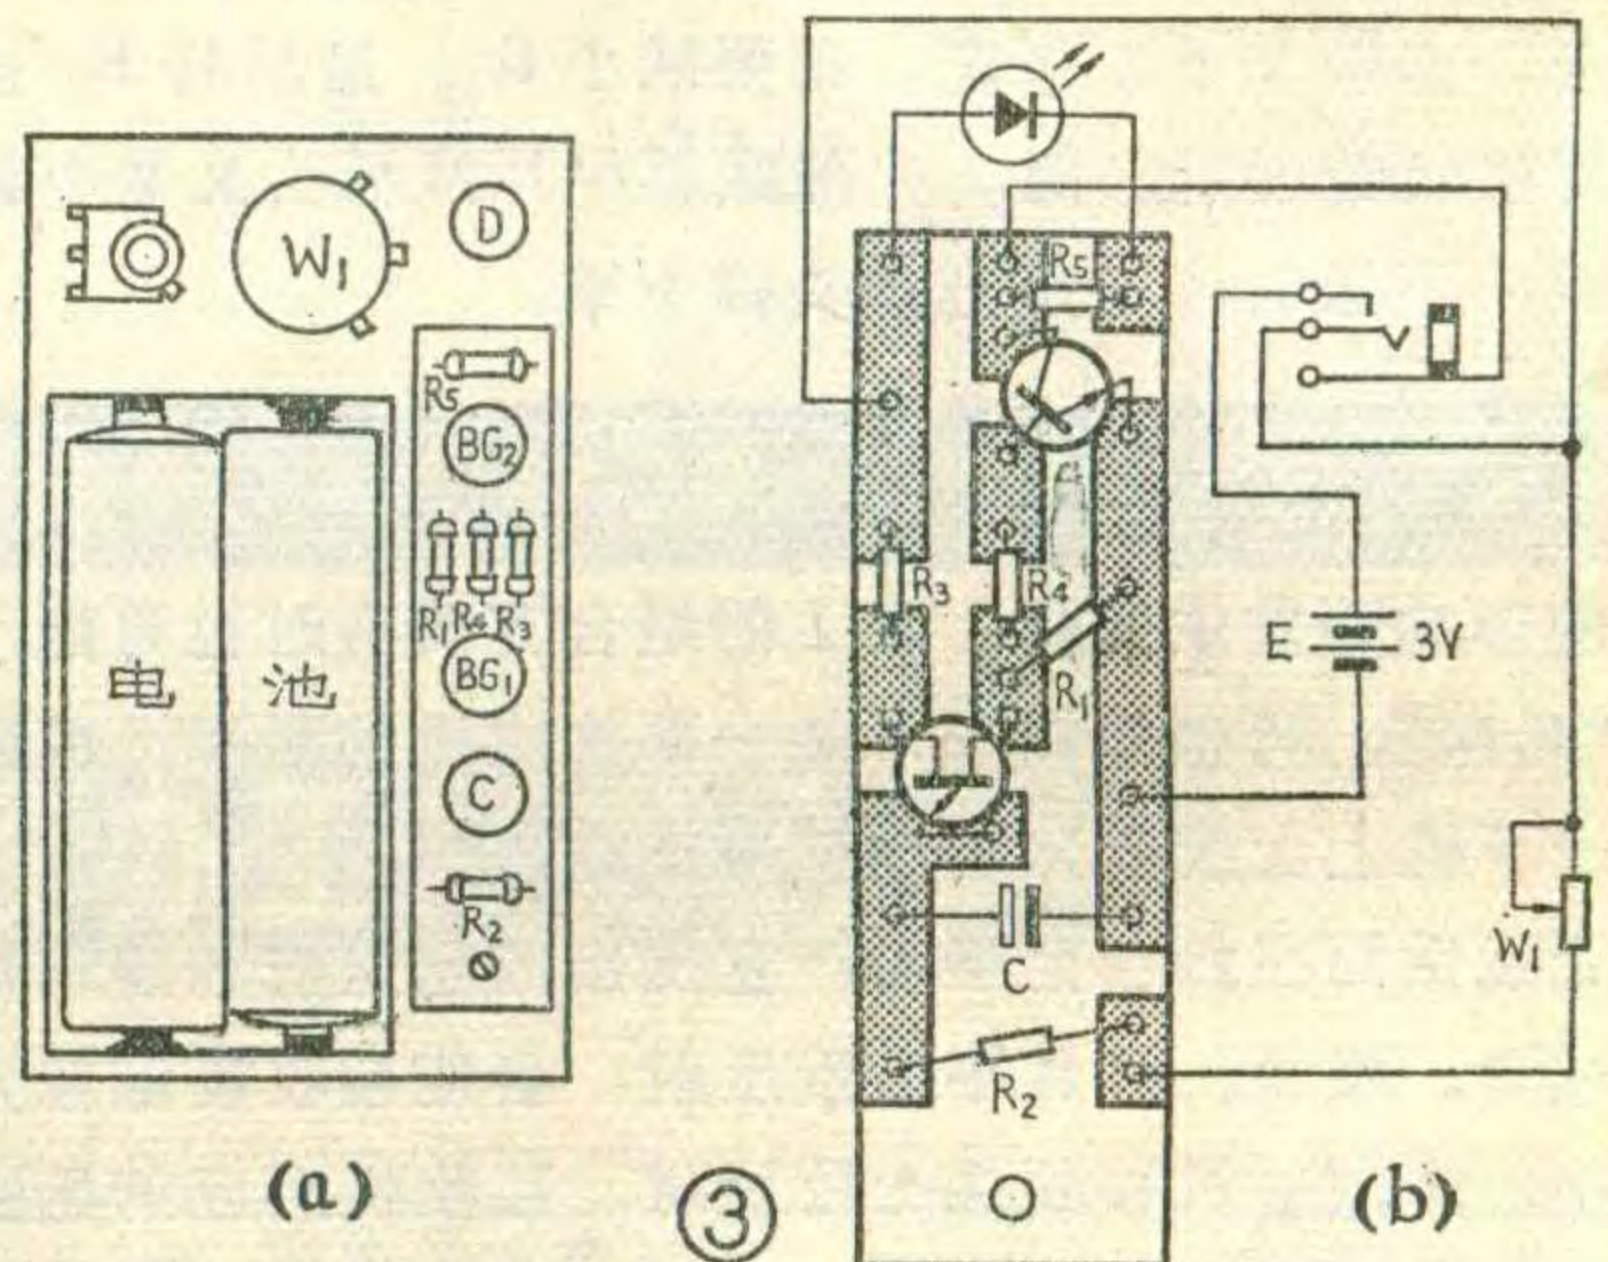 W₁
D
R₅
BG₂
R₁ R₄ R₃
BG₁
电 池
C
R₂
(a)
③
R₅
R₃
R₄
R₁
E 3V
C
W₁
R₂
(b)